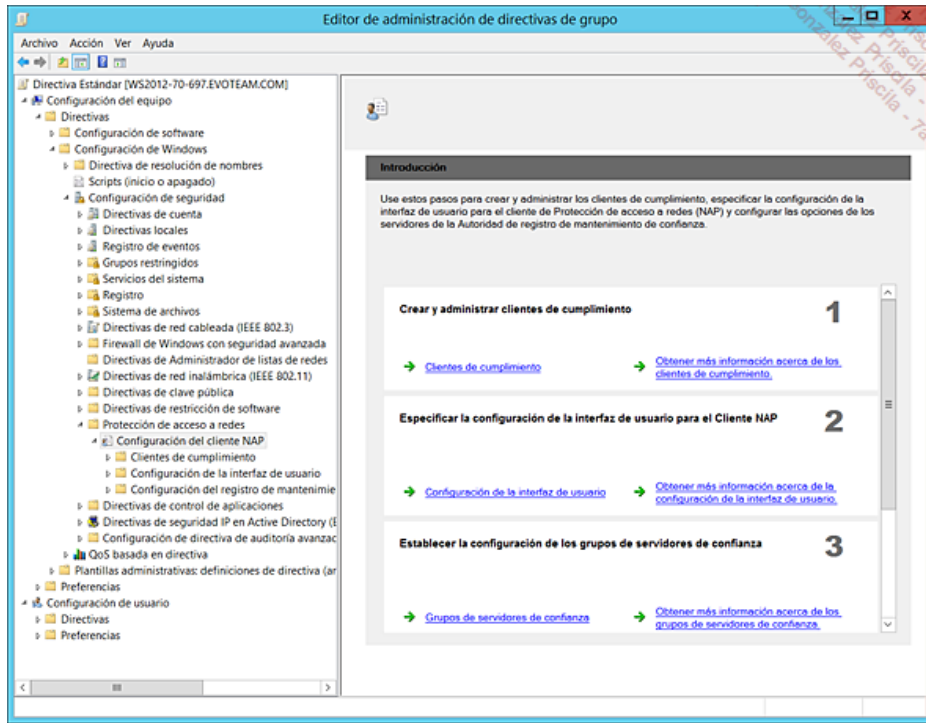 Editor de administración de directivas de grupo
Archivo Acción Ver Ayuda
Directiva Estándar [WS2012-70-697.EVOTEAM.COM]
Configuración del equipo
Directivas
Configuración de software
Configuración de Windows
Directiva de resolución de nombres
Scripts (inicio o apagado)
Configuración de seguridad
Directivas de cuenta
Directivas locales
Registro de eventos
Grupos restringidos
Servicios del sistema
Registro
Sistema de archivos
Directivas de red cableada (IEEE 802.3)
Firewall de Windows con seguridad avanzada
Directivas de Administrador de listas de redes
Directivas de red inalámbrica (IEEE 802.11)
Directivas de clave pública
Directivas de restricción de software
Protección de acceso a redes
Configuración del cliente NAP
Clientes de cumplimiento
Configuración de la interfaz de usuario
Configuración del registro de mantenimie
Directivas de control de aplicaciones
Directivas de seguridad IP en Active Directory (E
Configuración de directiva de auditoría avanzac
QoS basada en directiva
Plantillas administrativas: definiciones de directiva (ar
Preferencias
Configuración de usuario
Directivas
Preferencias
Introducción
Use estos pasos para crear y administrar los clientes de cumplimiento, especificar la configuración de la
interfaz de usuario para el cliente de Protección de acceso a redes (NAP) y configurar las opciones de los
servidores de la Autoridad de registro de mantenimiento de confianza.
Crear y administrar clientes de cumplimiento 1
Clientes de cumplimiento
Obtener más información acerca de los
clientes de cumplimiento.
Especificar la configuración de la interfaz de usuario para el Cliente NAP 2
Configuración de la interfaz de usuario
Obtener más información acerca de la
configuración de la interfaz de usuario.
Establecer la configuración de los grupos de servidores de confianza 3
Grupos de servidores de confianza
Obtener más información acerca de los
grupos de servidores de confianza.